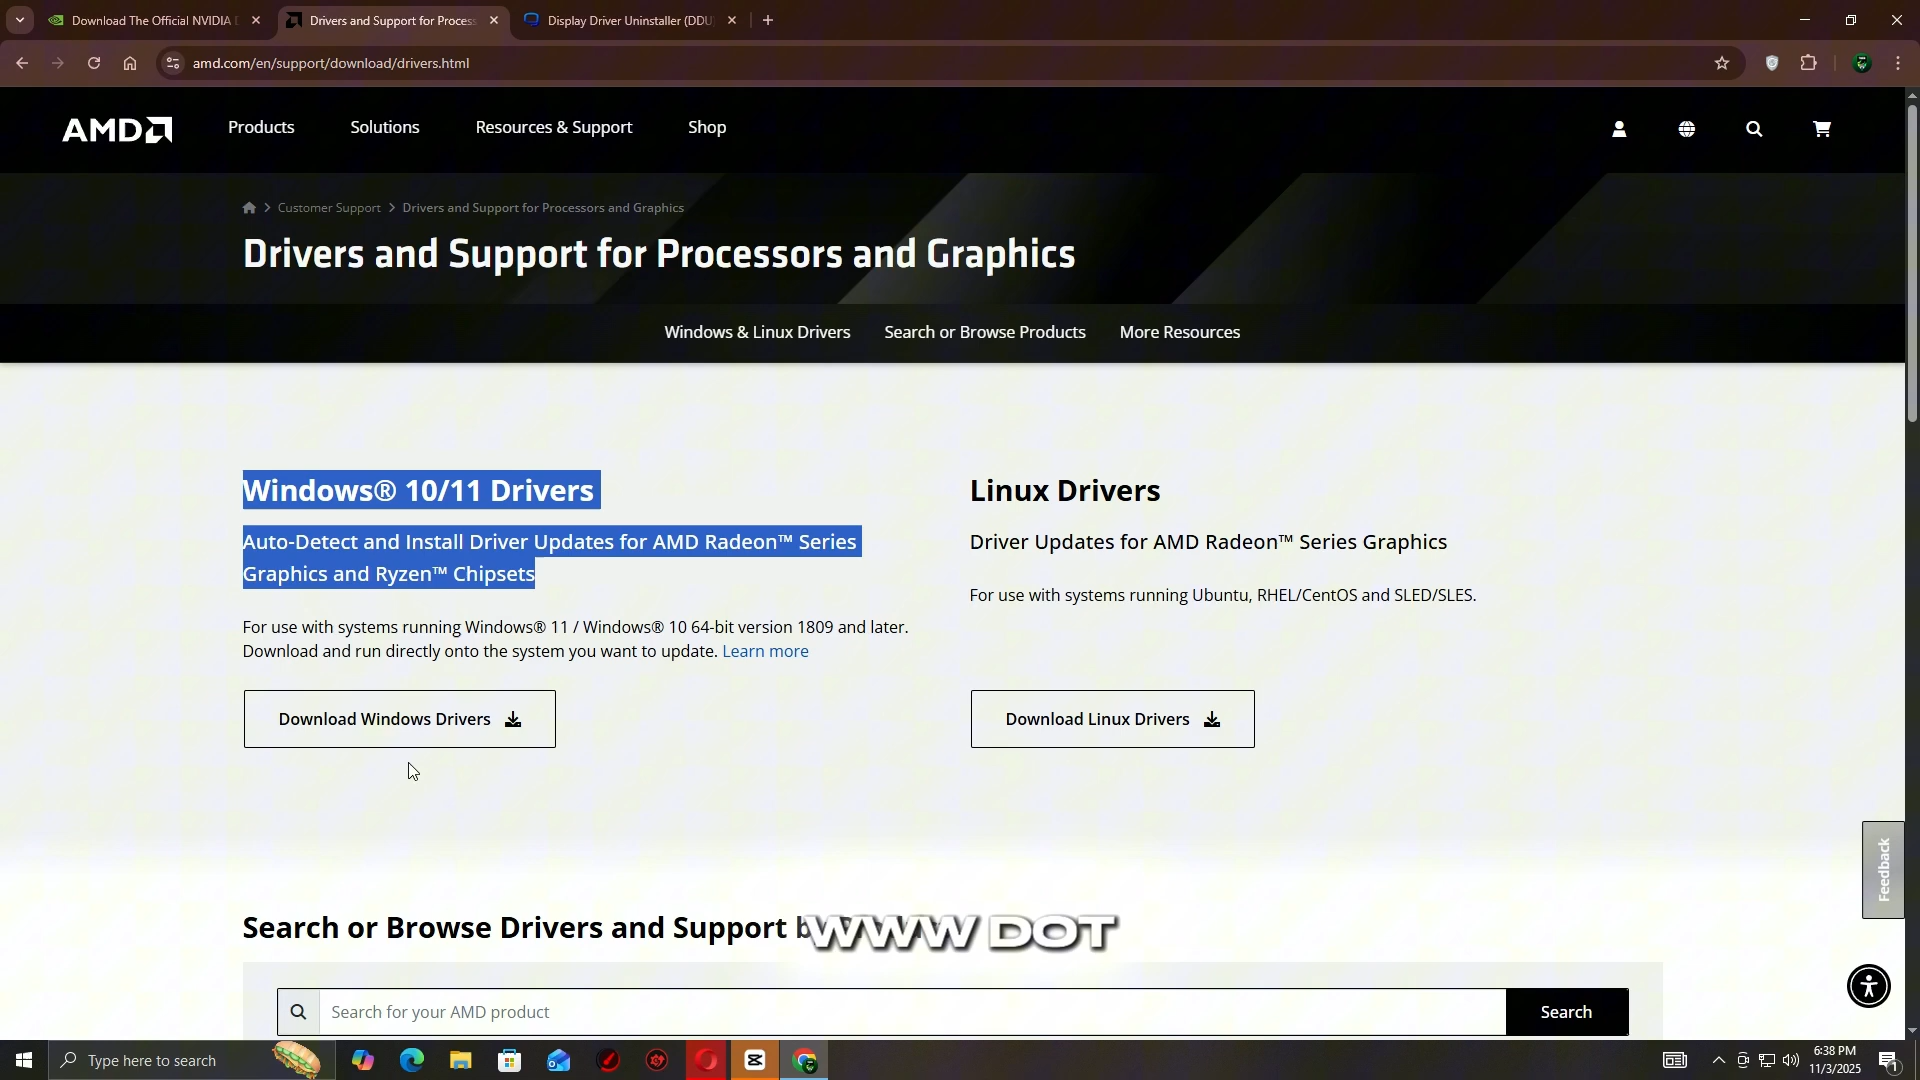 Download The Official NVIDIA
Drivers and Support for Process
Display Driver Uninstaller (DDU
amd.com/en/support/download/drivers.html
AMD
Products
Solutions
Resources & Support
Shop
Customer Support
Drivers and Support for Processors and Graphics
Drivers and Support for Processors and Graphics
Windows & Linux Drivers
Search or Browse Products
More Resources
Windows® 10/11 Drivers
Auto-Detect and Install Driver Updates for AMD Radeon™ Series
Graphics and Ryzen™ Chipsets
For use with systems running Windows® 11 / Windows® 10 64-bit version 1809 and later.
Download and run directly onto the system you want to update. Learn more
Download Windows Drivers
Linux Drivers
Driver Updates for AMD Radeon™ Series Graphics
For use with systems running Ubuntu, RHEL/CentOS and SLED/SLES.
Download Linux Drivers
Feedback
Search or Browse Drivers and Support
WWW DOT
Search for your AMD product
Search
Type here to search
6:38 PM
11/3/2025
1